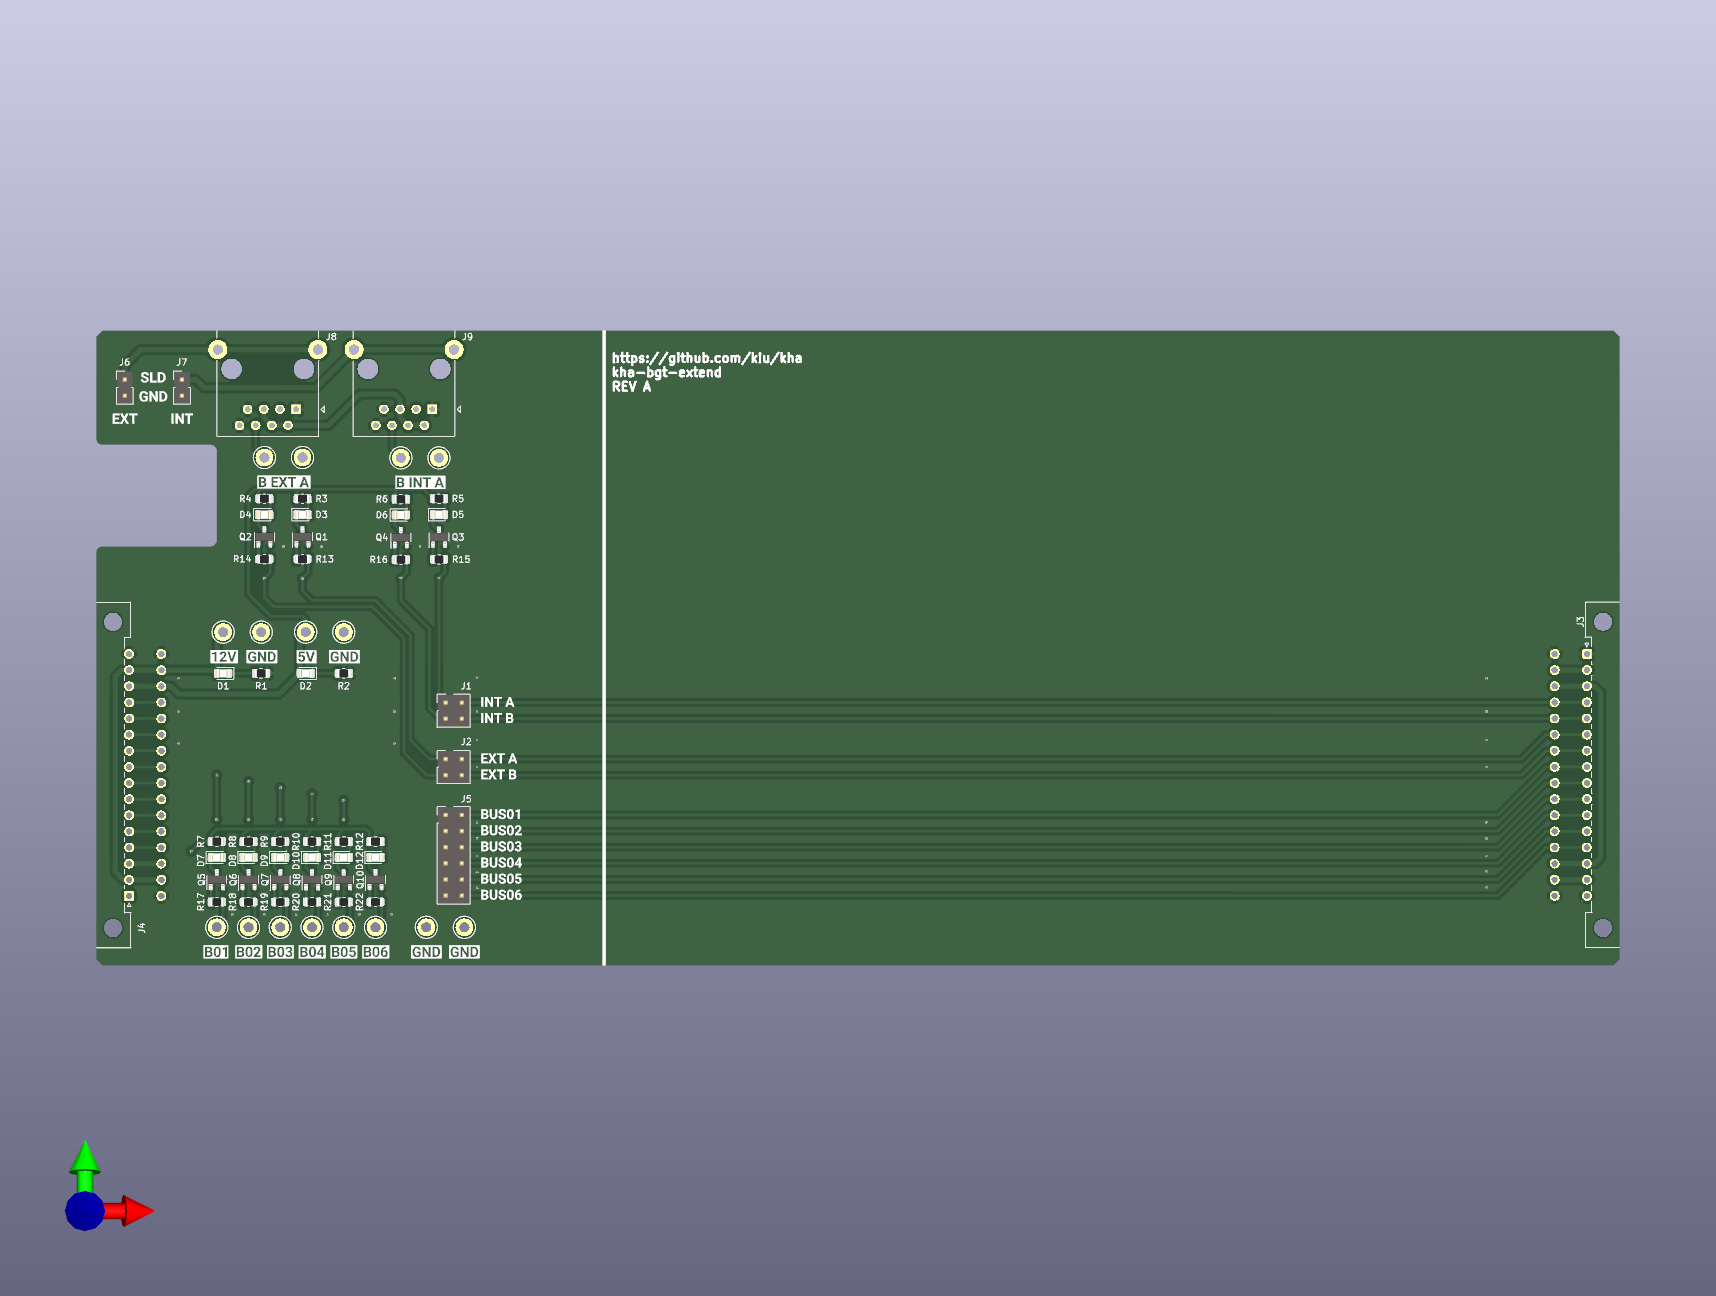 J8
J9
https://github.com/klu/kha
kha-bgt-extend
REV A
J6
J7
SLD
GND
EXT
INT
B EXT A
B INT A
R4
R3
R6
R5
D4
D3
D6
D5
Q2
Q1
Q4
Q3
R14
R13
R16
R15
J3
12V
GND
5V
GND
D1
R1
D2
R2
J1
INT A
INT B
J2
EXT A
EXT B
J5
BUS01
BUS02
BUS03
BUS04
BUS05
BUS06
R7
R8
R9
R10
R11
R12
D7
D8
D9
D10
D11
D12
Q5
Q6
Q7
Q8
Q9
Q10
R17
R18
R19
R20
R21
R22
J4
B01
B02
B03
B04
B05
B06
GND
GND